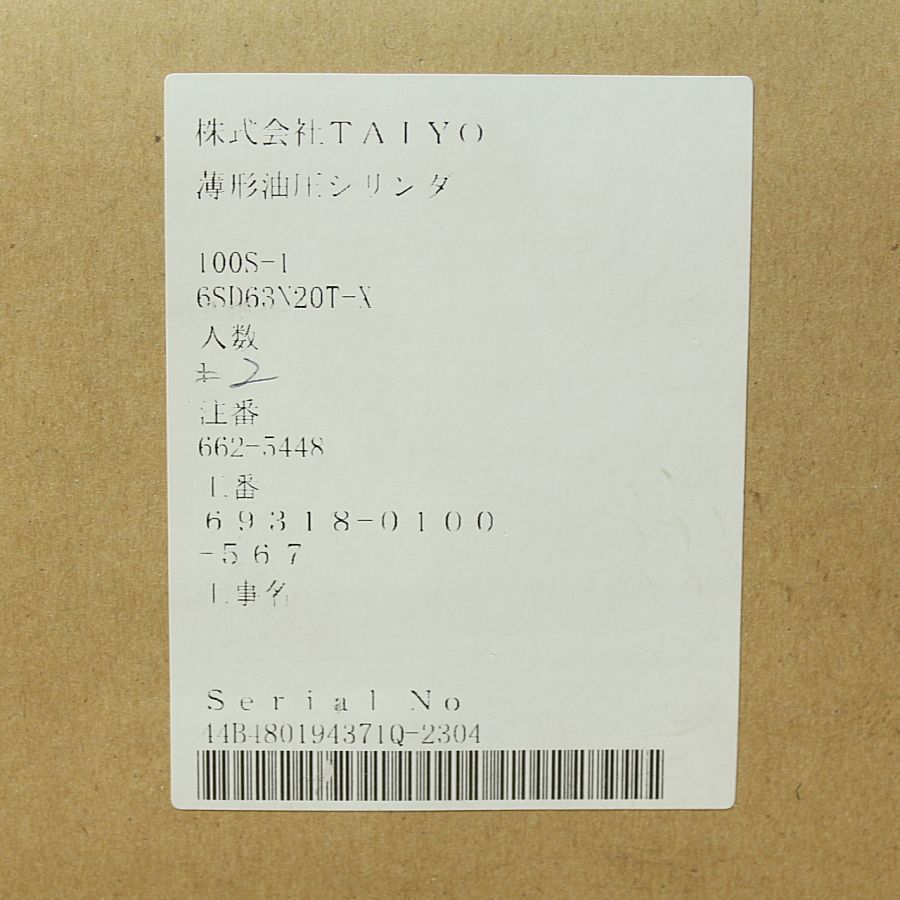 株式会社ＴＡＩＹＯ
薄形油圧シリンダ
100S-1
6SD63N20T-X
入数
2
注番
662-5448
工番
６９３１８-０１００
-５６７
工事名
Ｓｅｒｉａｌ Ｎｏ
44B480194371Q-2304